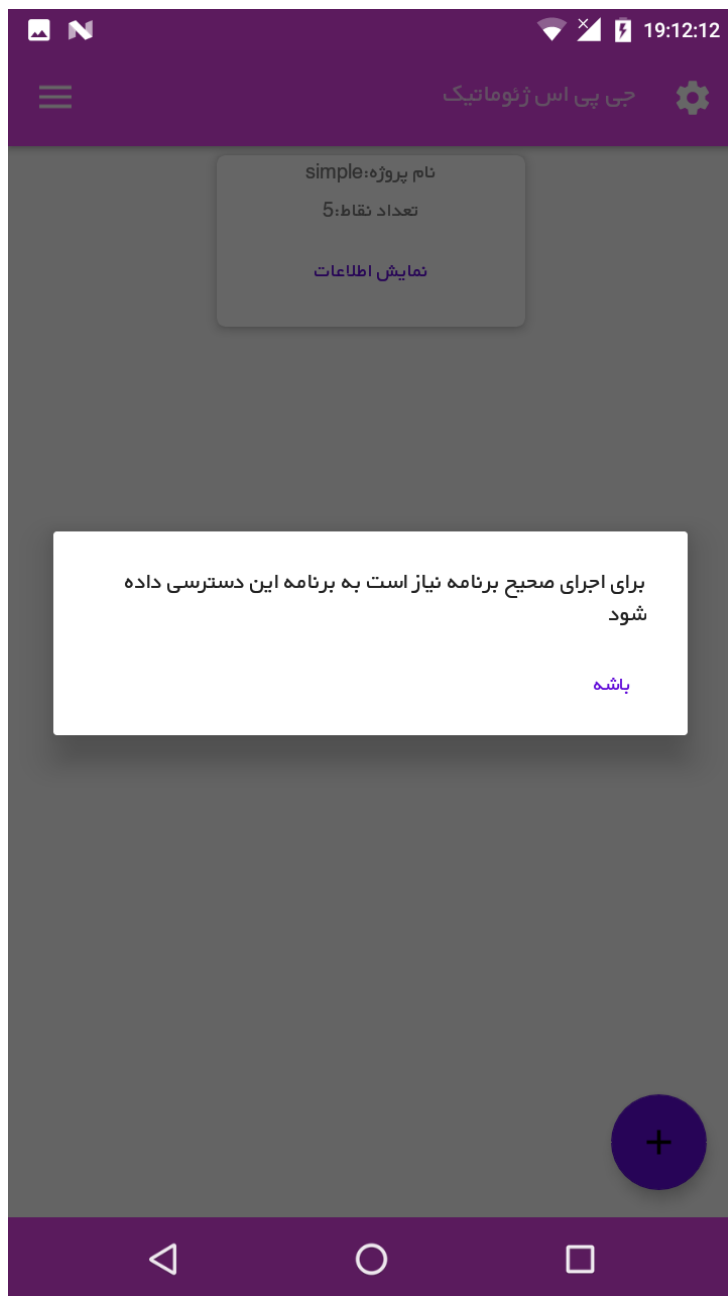 19:12:12
جی پی اس ژئوماتیک
نام پروژه:simple
تعداد نقاط:5
نمایش اطلاعات
برای اجرای صحیح برنامه نیاز است به برنامه این دسترسی داده
شود
باشه